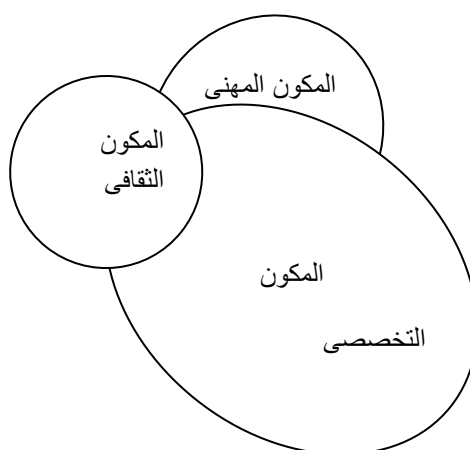 المكون المهنى
المكون
الثقافى
المكون
التخصصى